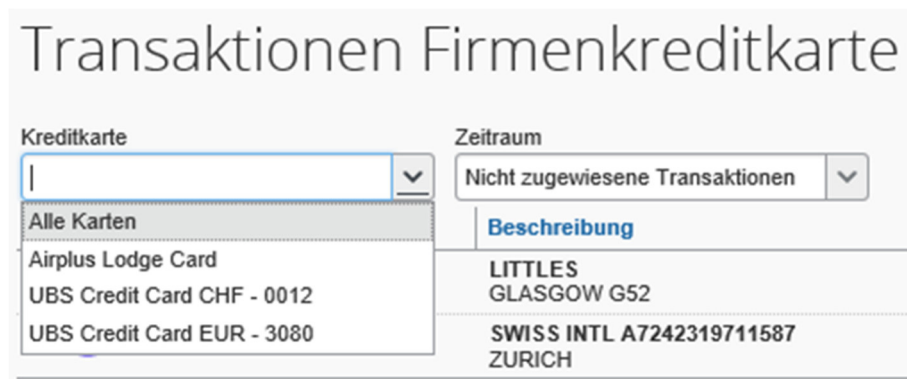 Transaktionen Firmenkreditkarte
Kreditkarte
Zeitraum
Nicht zugewiesene Transaktionen
Alle Karten
Airplus Lodge Card
UBS Credit Card CHF - 0012
UBS Credit Card EUR - 3080
Beschreibung
LITTLES
GLASGOW G52
SWISS INTL A7242319711587
ZURICH